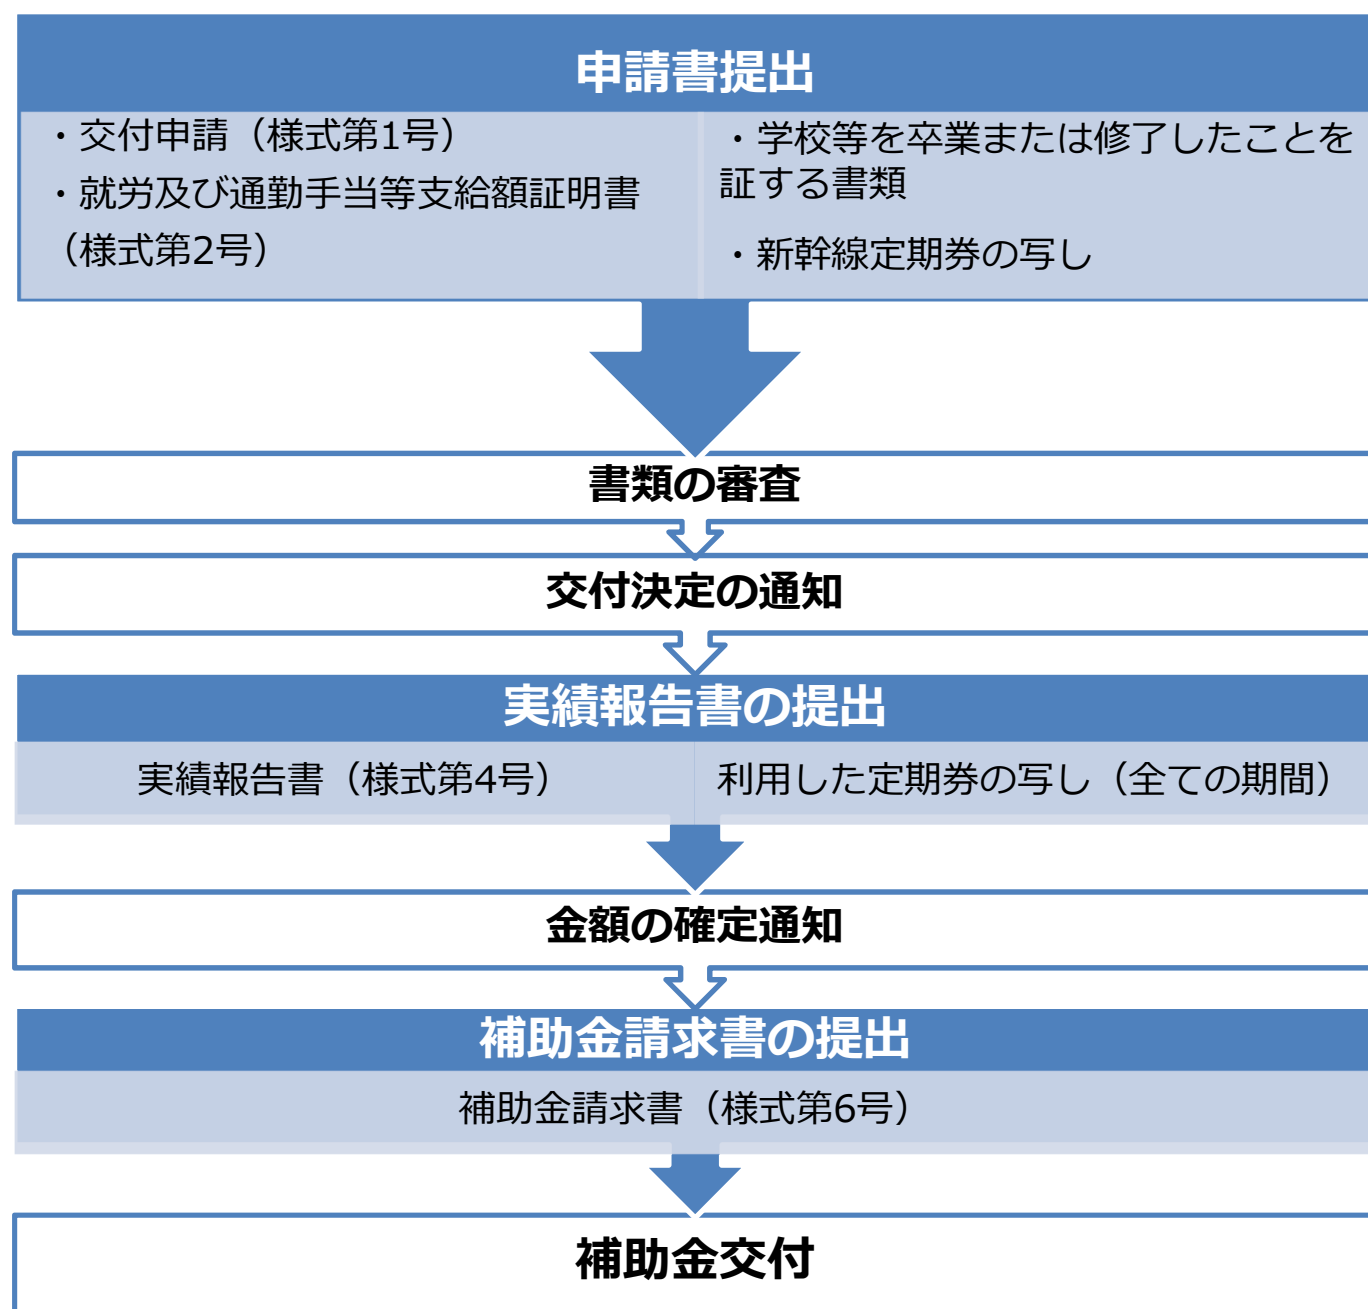 申請書提出
・交付申請（様式第1号）
・就労及び通勤手当等支給額証明書
（様式第2号）
・学校等を卒業または修了したことを
証する書類
・新幹線定期券の写し
書類の審査
交付決定の通知
実績報告書の提出
実績報告書（様式第4号）
利用した定期券の写し（全ての期間）
金額の確定通知
補助金請求書の提出
補助金請求書（様式第6号）
補助金交付